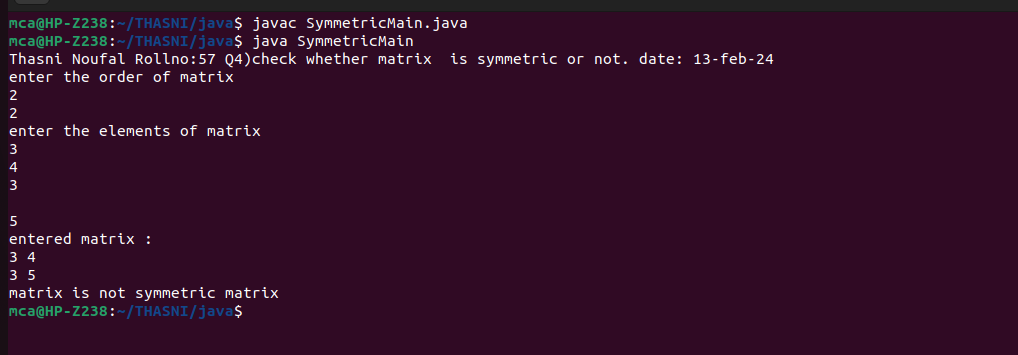 mca@HP-Z238:~/THASNI/java$ javac SymmetricMain.java
mca@HP-Z238:~/THASNI/java$ java SymmetricMain
Thasni Noufal Rollno:57 Q4)check whether matrix  is symmetric or not. date: 13-feb-24
enter the order of matrix
2
2
enter the elements of matrix
3
4
3

5
entered matrix :
3 4
3 5
matrix is not symmetric matrix
mca@HP-Z238:~/THASNI/java$